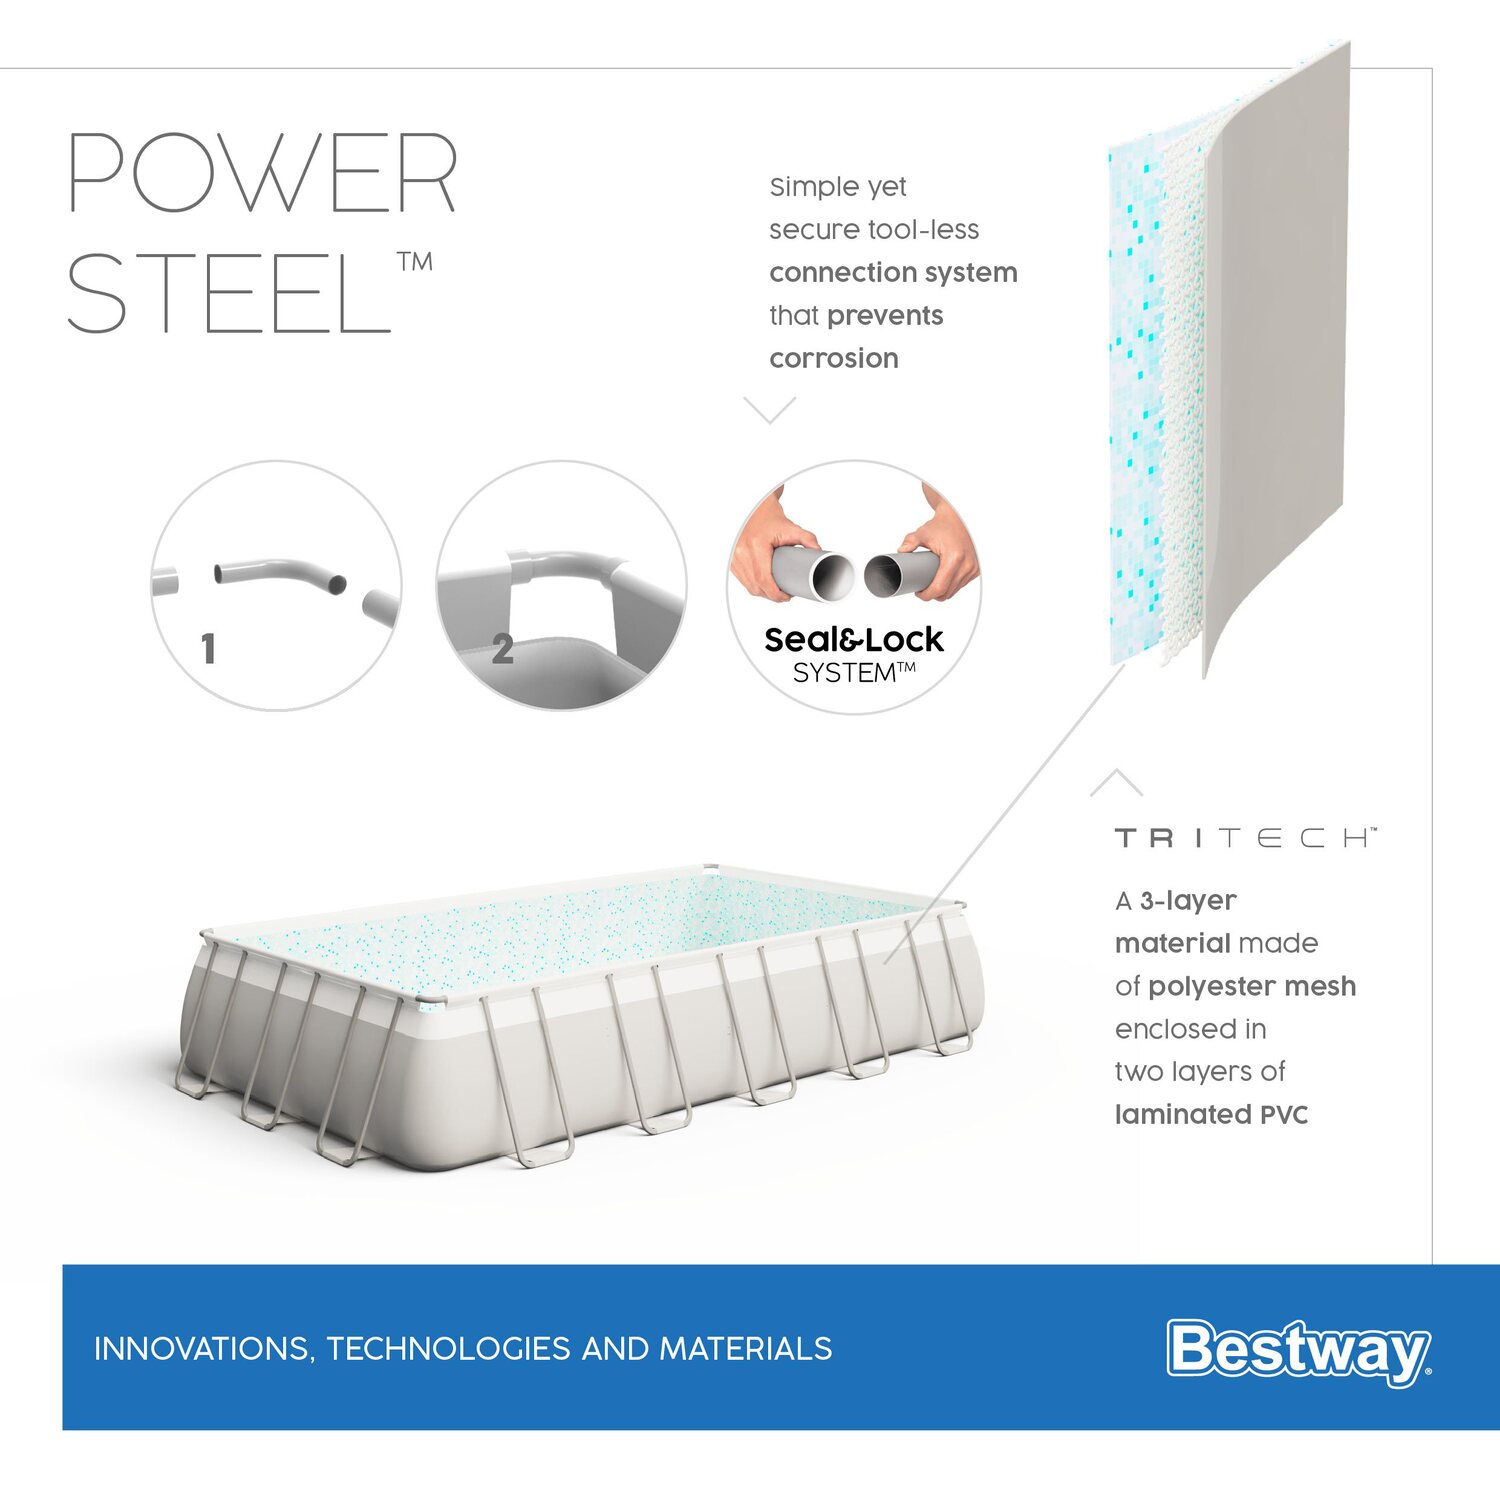 POWER
STEEL™
Simple yet
secure tool-less
connection system
that prevents
corrosion
1
2
Seal&Lock
SYSTEM™
TRITECH™
A 3-layer
material made
of polyester mesh
enclosed in
two layers of
laminated PVC
INNOVATIONS, TECHNOLOGIES AND MATERIALS
Bestway®